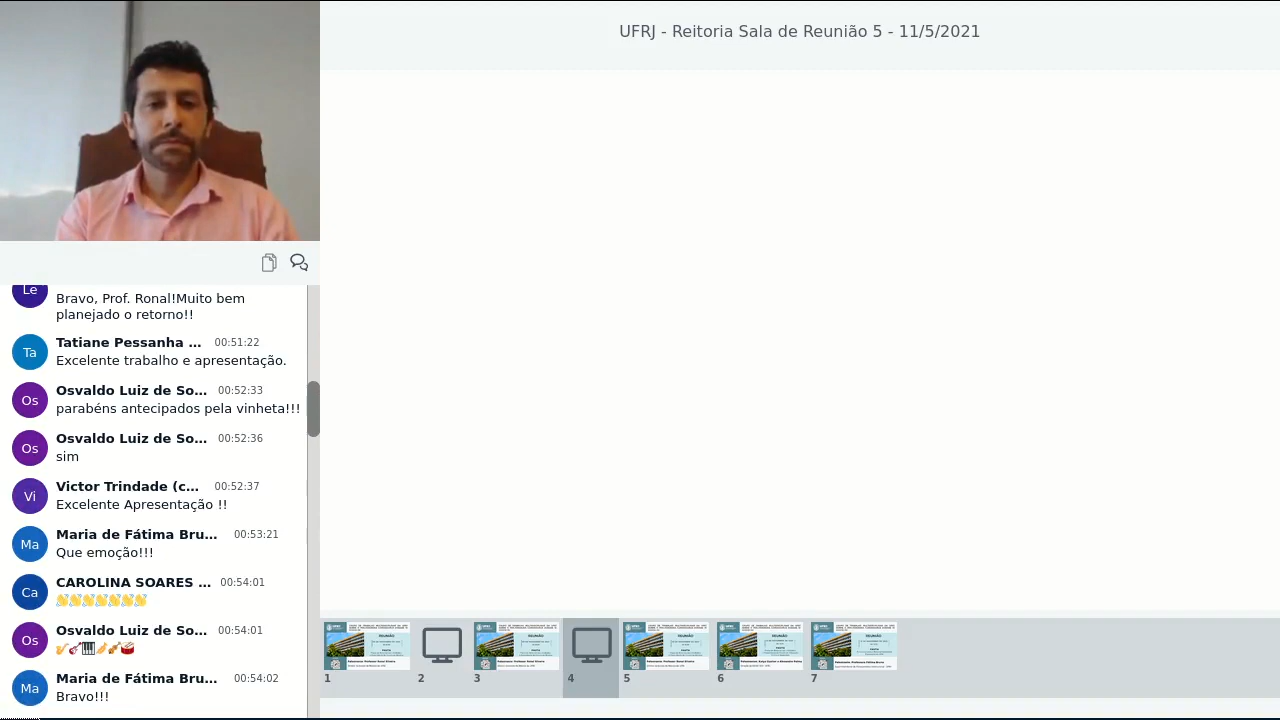 UFRJ - Reitoria Sala de Reunião 5 - 11/5/2021
Le
Bravo, Prof. Ronal!Muito bem
planejado o retorno!!
Ta
Tatiane Pessanha ... 00:51:22
Excelente trabalho e apresentação.
Os
Osvaldo Luiz de So... 00:52:33
parabéns antecipados pela vinheta!!!
Os
Osvaldo Luiz de So... 00:52:36
sim
Vi
Victor Trindade (c... 00:52:37
Excelente Apresentação !!
Ma
Maria de Fátima Bru... 00:53:21
Que emoção!!!
Ca
CAROLINA SOARES ... 00:54:01
Os
Osvaldo Luiz de So... 00:54:01
Ma
Maria de Fátima Bru... 00:54:02
Bravo!!!
REUNIÃO
REUNIÃO
REUNIÃO
REUNIÃO
REUNIÃO
1 2 3 4 5 6 7